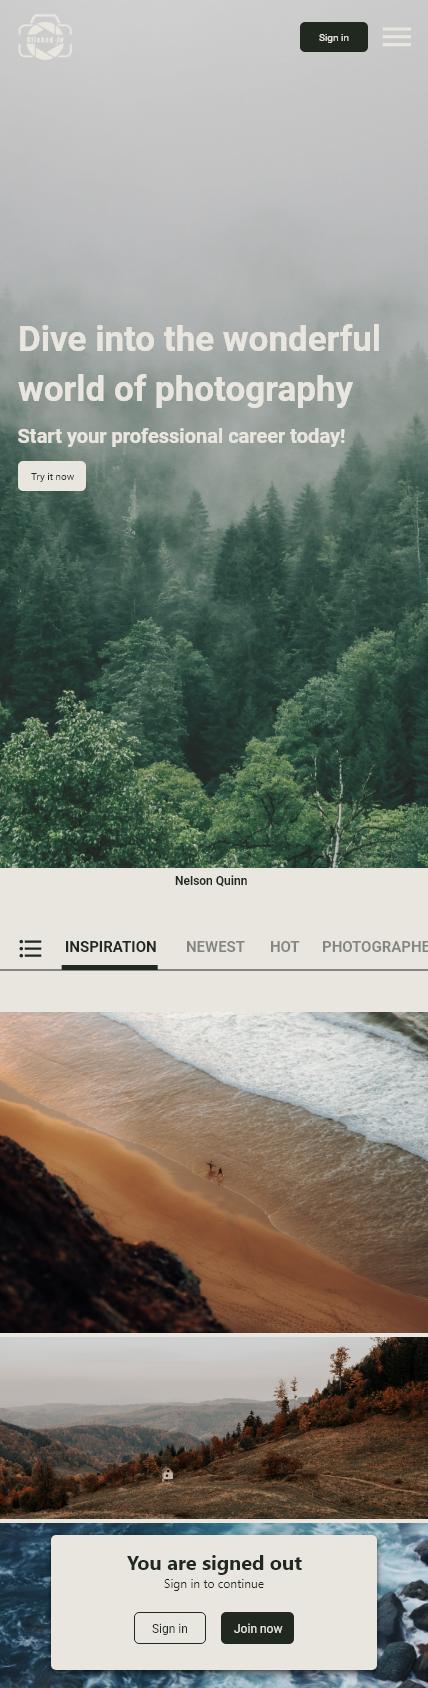 Sign in
Dive into the wonderful
world of photography
Start your professional career today!
Try it now
Nelson Quinn
INSPIRATION NEWEST HOT PHOTOGRAPHE
You are signed out
Sign in to continue
Sign in Join now